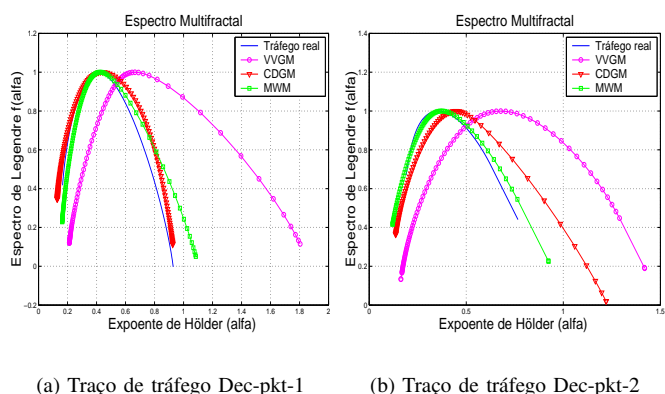 Espectro Multifractal
1.2
1
0.8
0.6
0.4
0.2
0
-0.2
0
0.2
0.4
0.6
0.8
1
1.2
1.4
1.6
1.8
2
Espectro de Legendre f(alfa)
Expoente de Hölder (alfa)
Tráfego real
VVGM
CDGM
MWM
(a) Traço de tráfego Dec-pkt-1
Espectro Multifractal
1.4
1.2
1
0.8
0.6
0.4
0.2
0
0
0.5
1
1.5
Espectro de Legendre f(alfa)
Expoente de Hölder (alfa)
Tráfego real
VVGM
CDGM
MWM
(b) Traço de tráfego Dec-pkt-2